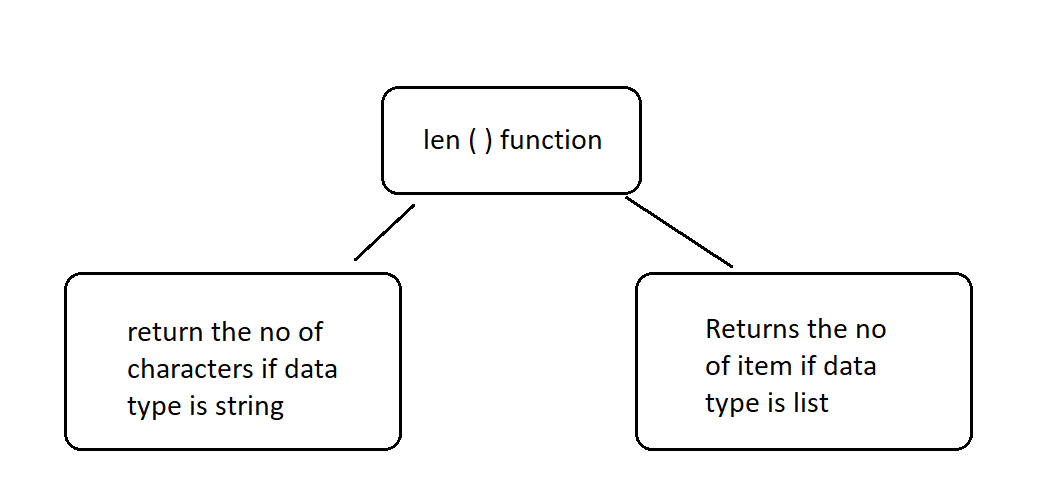 len ( ) function
return the no of
characters if data
type is string
Returns the no
of item if data
type is list